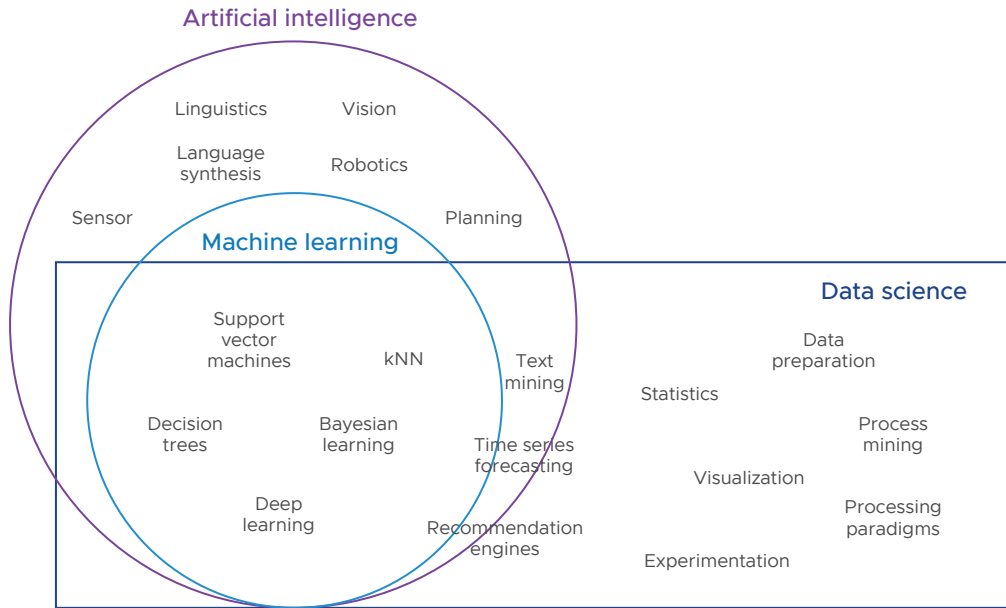 Artificial intelligence
Linguistics
Vision
Language
synthesis
Robotics
Sensor
Planning
Machine learning
Data science
Support
vector
machines
kNN
Text
mining
Data
preparation
Statistics
Decision
trees
Bayesian
learning
Time series
forecasting
Process
mining
Visualization
Deep
learning
Recommendation
engines
Processing
paradigms
Experimentation